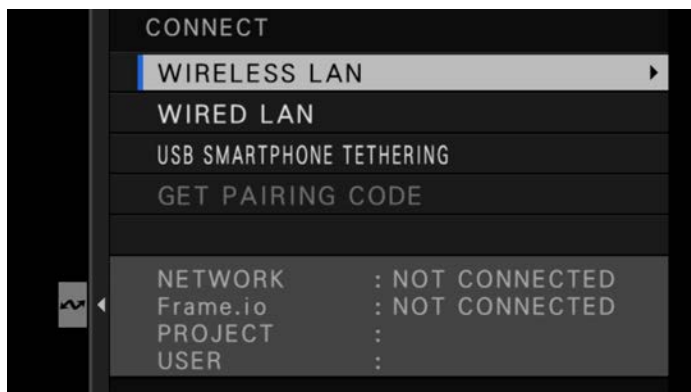 CONNECT
WIRELESS LAN
WIRED LAN
USB SMARTPHONE TETHERING
GET PAIRING CODE
NETWORK : NOT CONNECTED
Frame.io : NOT CONNECTED
PROJECT :
USER :